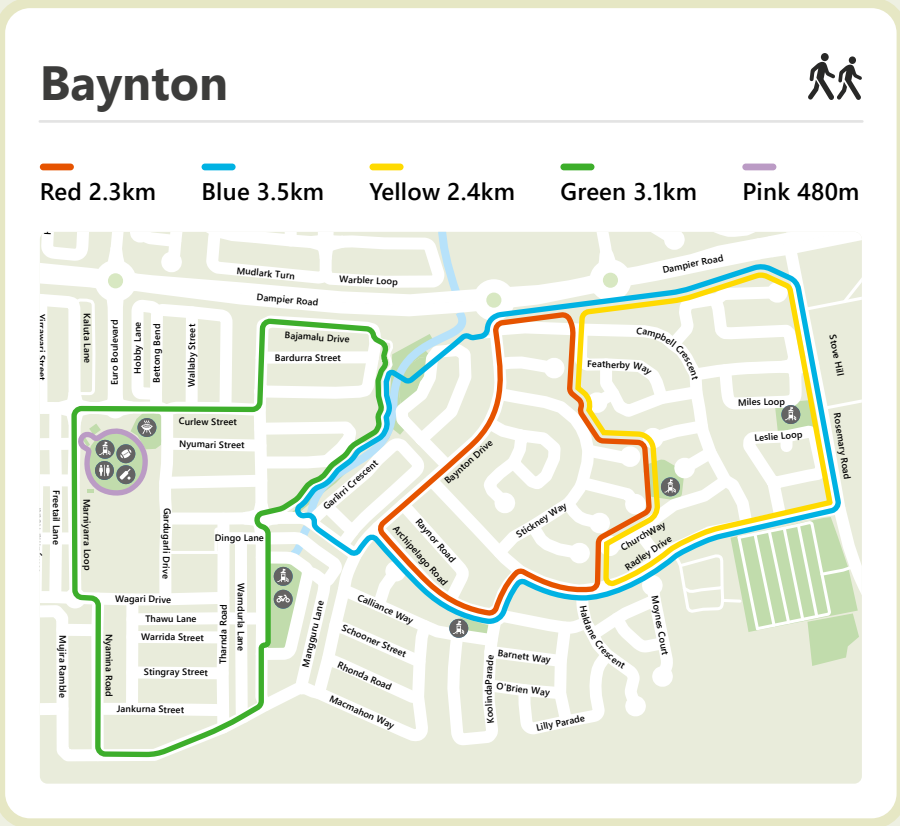 Baynton
Red 2.3km
Blue 3.5km
Yellow 2.4km
Green 3.1km
Pink 480m
Mudlark Turn
Warbler Loop
Dampier Road
Dampier Road
Kaluta Lane
Euro Boulevard
Hobby Lane
Bettong Bend
Wallaby Street
Bajamalu Drive
Bardurra Street
Campbell Crescent
Featherby Way
Stove Hill
Miles Loop
Leslie Loop
Rosemary Road
Curlew Street
Nyumari Street
Baynton Drive
Garlirri Crescent
Freetail Lane
Marniyarra Loop
Gardugarli Drive
Dingo Lane
Raynor Road
Archipelago Road
Stickney Way
ChurchWay
Radley Drive
Wagari Drive
Thawu Lane
Warrida Street
Tharnda Road
Wamdurla Lane
Mangguru Lane
Calliance Way
Schooner Street
Rhonda Road
Macmahon Way
Haldane Crescent
Moynes Court
Mujira Ramble
Nyamina Road
Stingray Street
Jankurna Street
KoolindaParade
Barnett Way
O'Brien Way
Lilly Parade